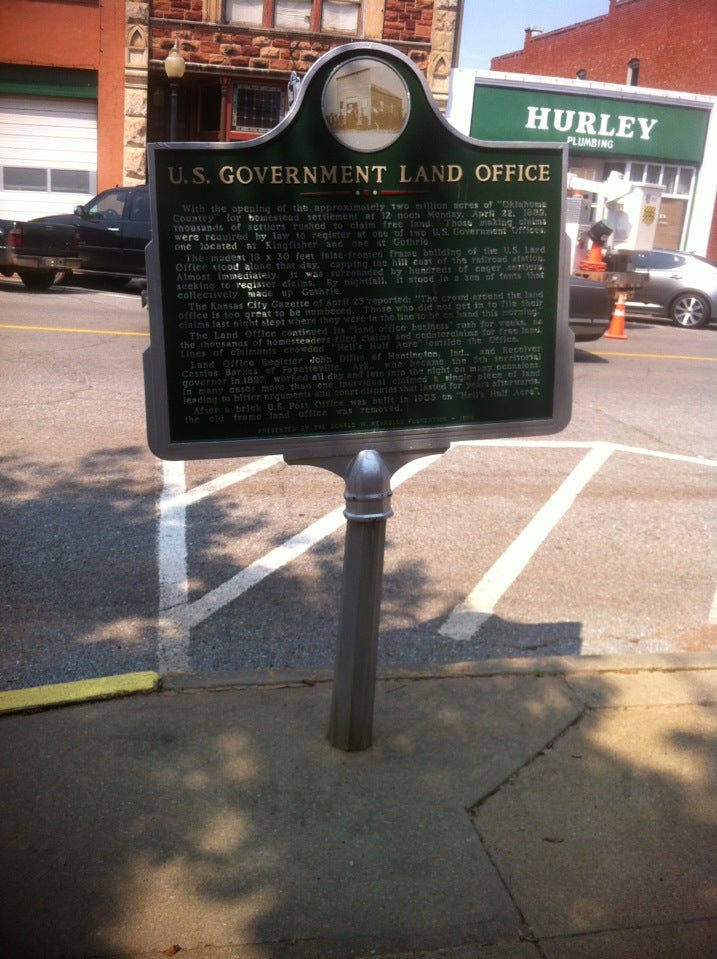 HURLEY
PLUMBING
U.S. GOVERNMENT LAND OFFICE
With the opening of the approximately two million acres of "Oklahoma
Country" for homestead settlement at 12 noon Monday, April 22, 1889,
thousands of settlers rushed to claim free land. Those making claims
were required by law to register at one of two U.S. Government Offices,
one located at Kingfisher and one at Guthrie.
The modest 18 x 30 feet false-fronted frame building of the U.S. Land
Office stood alone that day, capping the hill east of the railroad station.
Almost immediately, it was surrounded by hundreds of eager settlers
seeking to register claims. By nightfall, it stood in a sea of tents that
collectively made up Guthrie.
The Kansas City Gazette of April 23 reported: "The crowd around the land
office is too great to be numbered. Those who did not get in to file their
claims last night slept where they were in the line to be on hand this morning."
The Land Office continued its "land office business" rush for weeks, as
the thousands of homesteaders filed claims and counterclaims for free land.
Lines of claimants crowded "Hell's Half Acre" outside the Office.
Land Office Register John Dille of Huntington, Ind., and Receiver
Cassius Barnes of Fayetteville, Ark., who became the 5th territorial
governor in 1897, worked all day and late into the night on many occasions.
In many cases more than one individual claimed a single piece of land
leading to bitter arguments and court disputes that lasted for years afterwards.
After a brick U.S. Post Office was built in 1903 on "Hell's Half Acre",
the old frame land office was removed.
PRESENTED BY THE DONALD W. REYNOLDS FOUNDATION